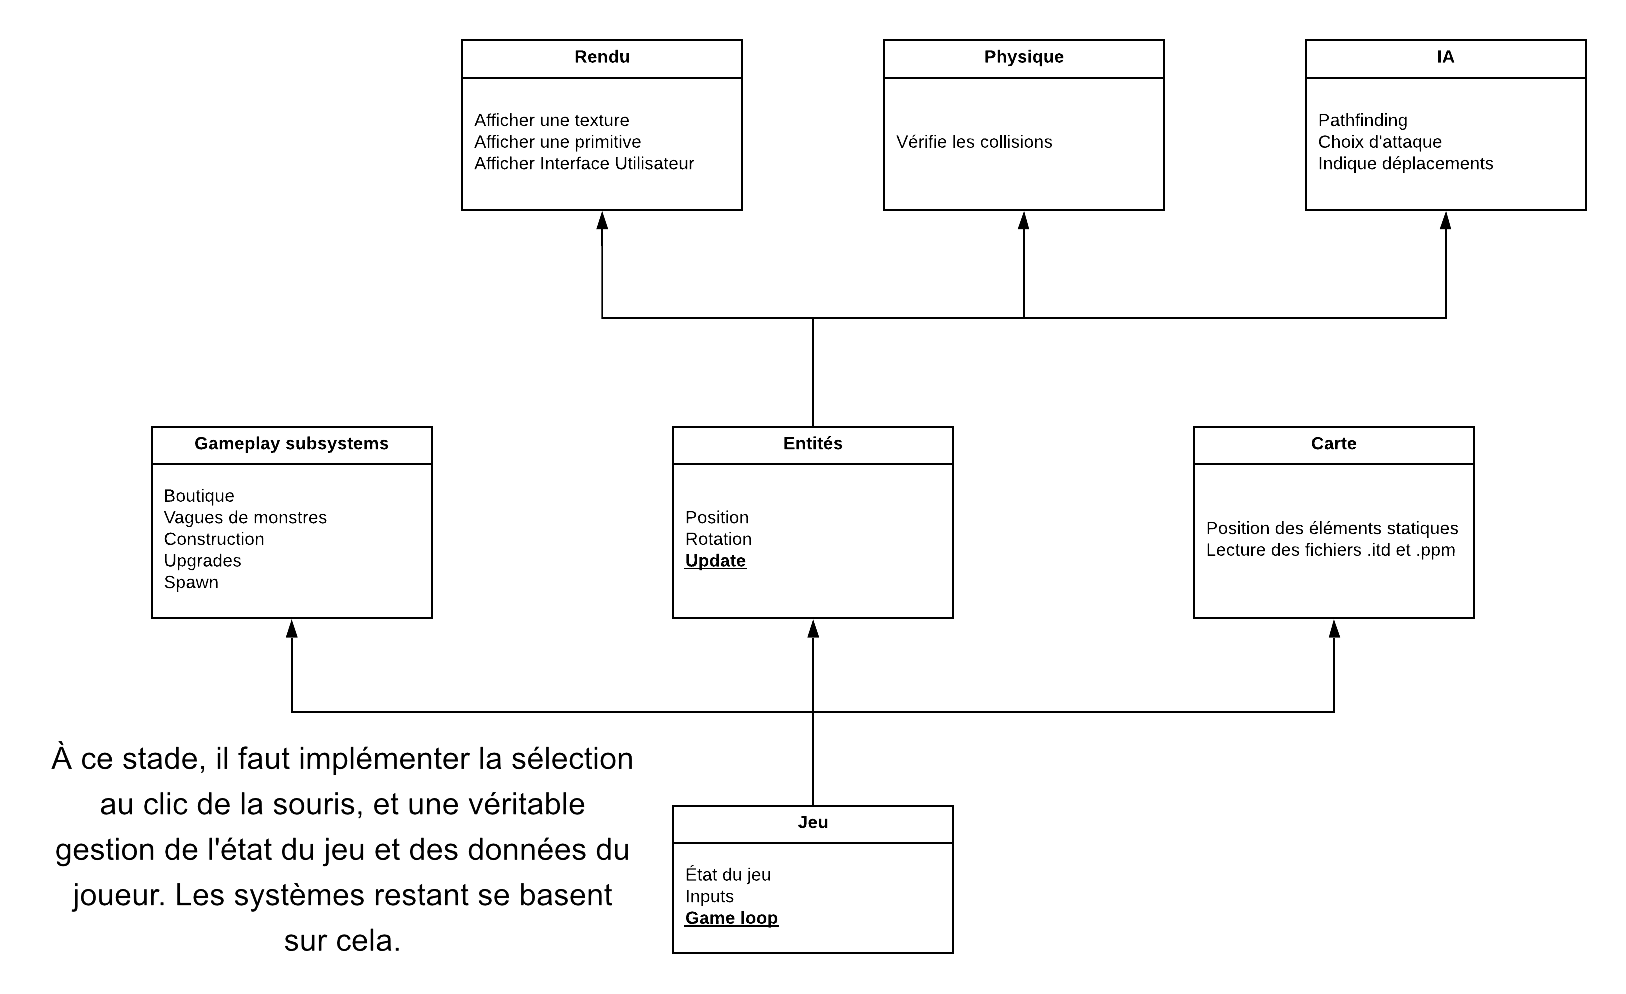 Rendu
Afficher une texture
Afficher une primitive
Afficher Interface Utilisateur
Physique
Vérifie les collisions
IA
Pathfinding
Choix d'attaque
Indique déplacements
Gameplay subsystems
Boutique
Vagues de monstres
Construction
Upgrades
Spawn
Entités
Position
Rotation
Update
Carte
Position des éléments statiques
Lecture des fichiers .itd et .ppm
À ce stade, il faut implémenter la sélection
au clic de la souris, et une véritable
gestion de l'état du jeu et des données du
joueur. Les systèmes restant se basent
sur cela.
Jeu
État du jeu
Inputs
Game loop